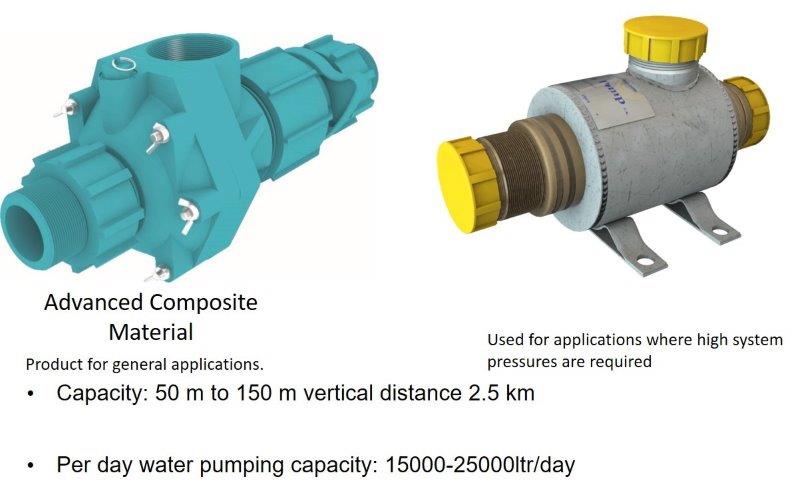 Advanced Composite
Material
Product for general applications.
Used for applications where high system
pressures are required
• Capacity: 50 m to 150 m vertical distance 2.5 km
• Per day water pumping capacity: 15000-25000ltr/day